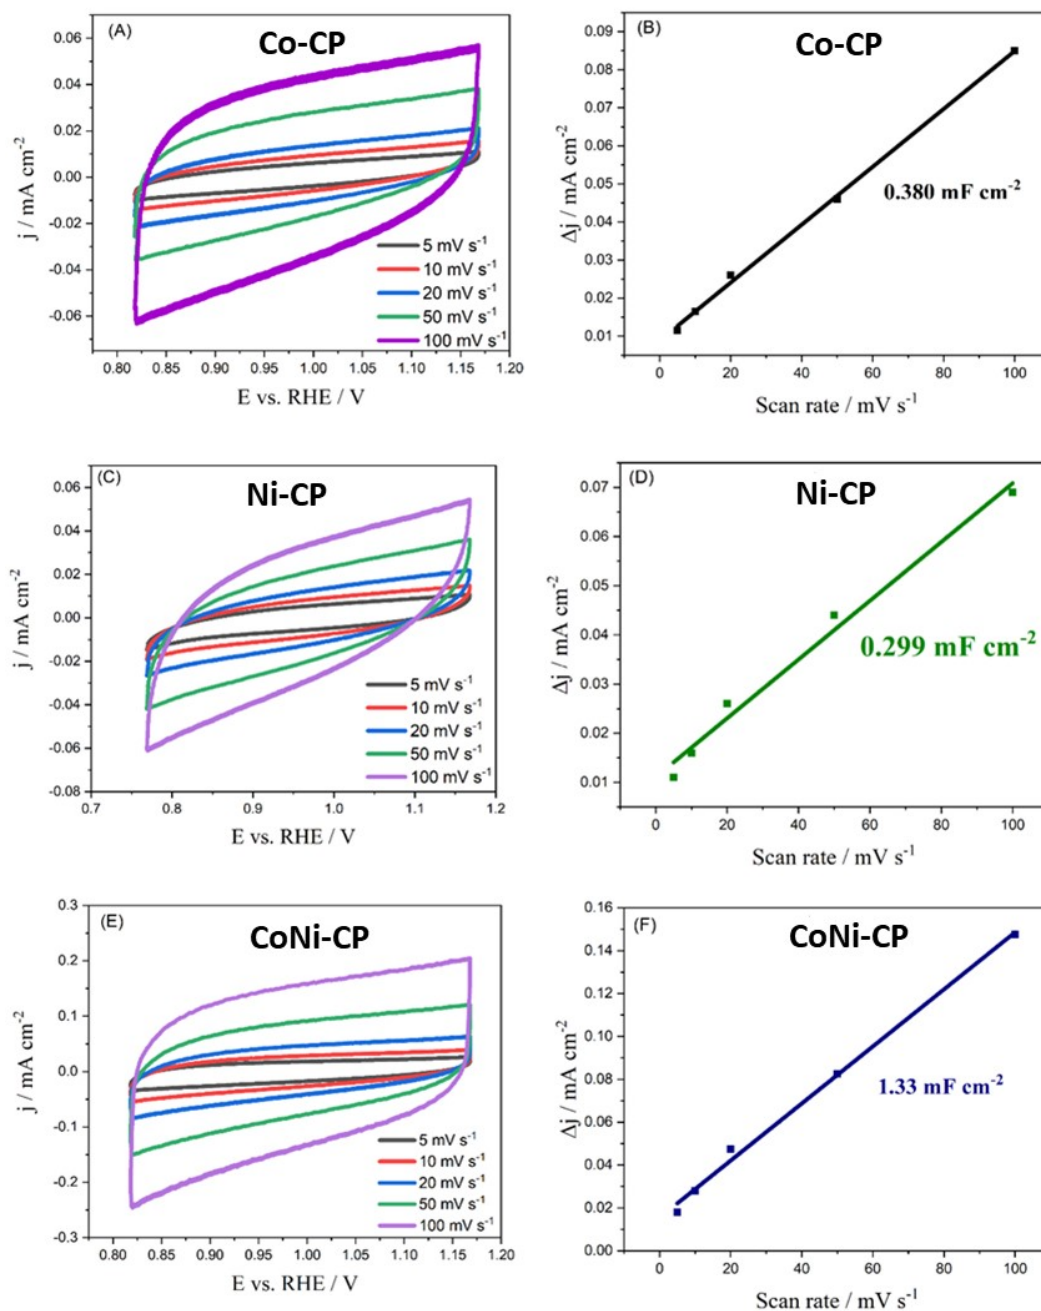 (A)
Co-CP
0.06
0.04
0.02
0.00
-0.02
-0.04
-0.06
j / mA cm-2
5 mV s-1
10 mV s-1
20 mV s-1
50 mV s-1
100 mV s-1
0.80 0.85 0.90 0.95 1.00 1.05 1.10 1.15 1.20
E vs. RHE / V
(B)
Co-CP
0.09
0.08
0.07
0.06
0.05
0.04
0.03
0.02
0.01
Δj / mA cm-2
0.380 mF cm-2
0 20 40 60 80 100
Scan rate / mV s-1
(C)
Ni-CP
0.06
0.04
0.02
0.00
-0.02
-0.04
-0.06
-0.08
j / mA cm-2
5 mV s-1
10 mV s-1
20 mV s-1
50 mV s-1
100 mV s-1
0.7 0.8 0.9 1.0 1.1 1.2
E vs. RHE / V
(D)
Ni-CP
0.07
0.06
0.05
0.04
0.03
0.02
0.01
Δj / mA cm-2
0.299 mF cm-2
0 20 40 60 80 100
Scan rate / mV s-1
(E)
CoNi-CP
0.3
0.2
0.1
0.0
-0.1
-0.2
-0.3
j / mA cm-2
5 mV s-1
10 mV s-1
20 mV s-1
50 mV s-1
100 mV s-1
0.80 0.85 0.90 0.95 1.00 1.05 1.10 1.15 1.20
E vs. RHE / V
(F)
CoNi-CP
0.16
0.14
0.12
0.10
0.08
0.06
0.04
0.02
0.00
Δj / mA cm-2
1.33 mF cm-2
0 20 40 60 80 100
Scan rate / mV s-1